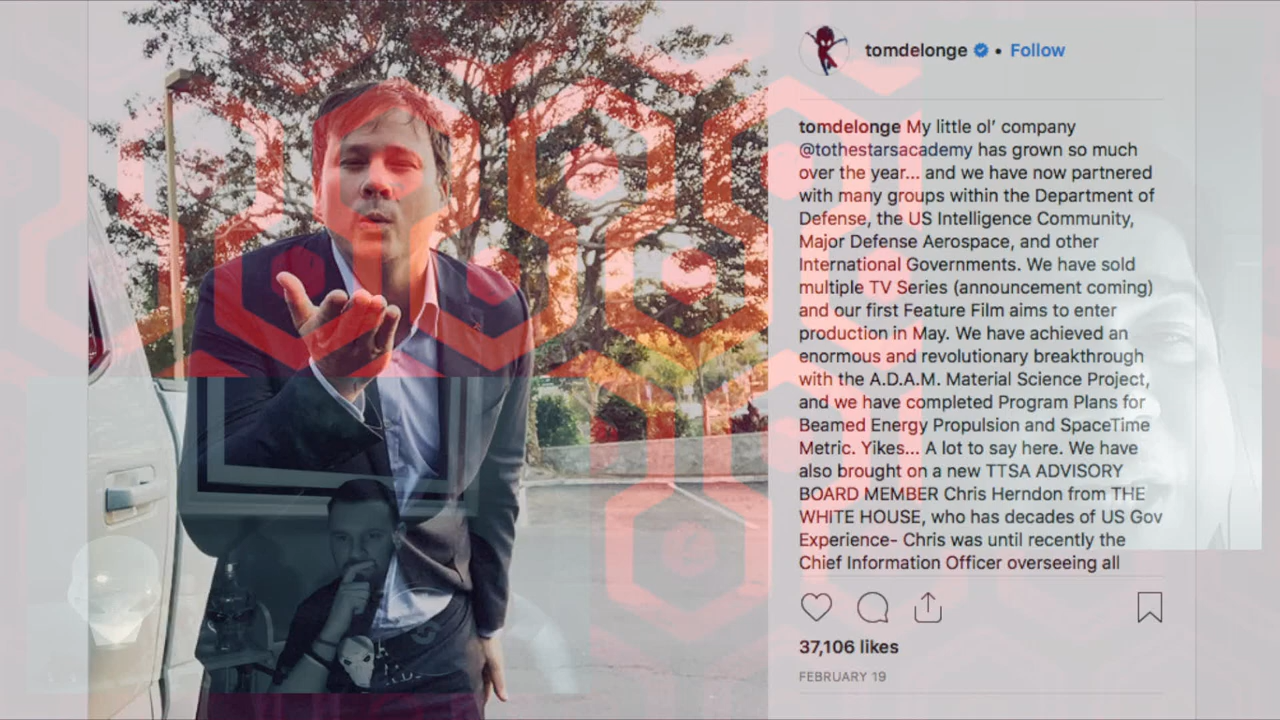 tomdelonge • Follow
tomdelonge My little ol’ company
@tothestarsacademy has grown so much
over the year... and we have now partnered
with many groups within the Department of
Defense, the US Intelligence Community,
Major Defense Aerospace, and other
International Governments. We have sold
multiple TV Series (announcement coming)
and our first Feature Film aims to enter
production in May. We have achieved an
enormous and revolutionary breakthrough
with the A.D.A.M. Material Science Project,
and we have completed Program Plans for
Beamed Energy Propulsion and SpaceTime
Metric. Yikes... A lot to say here. We have
also brought on a new TTSA ADVISORY
BOARD MEMBER Chris Herndon from THE
WHITE HOUSE, who has decades of US Gov
Experience- Chris was until recently the
Chief Information Officer overseeing all
37,106 likes
FEBRUARY 19